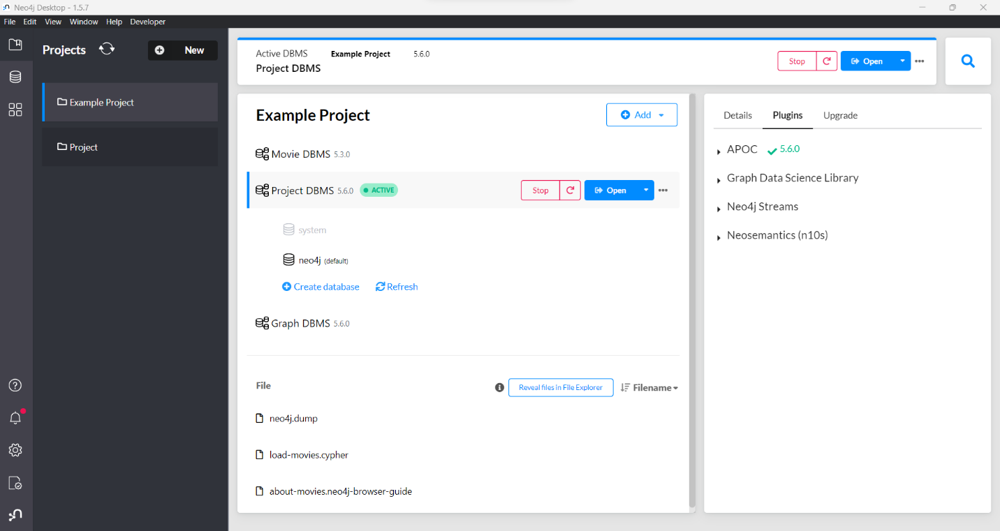 Neo4j Desktop - 1.5.7
File Edit View Window Help Developer
Projects
New
Example Project
Project
Active DBMS Example Project 5.6.0
Project DBMS
Stop Open
Example Project
Add
Movie DBMS 5.3.0
Project DBMS 5.6.0 ACTIVE Stop Open
system
neo4j (default)
Create database Refresh
Graph DBMS 5.6.0
File Reveal files in File Explorer Filename
neo4j.dump
load-movies.cypher
about-movies.neo4j-browser-guide
Details Plugins Upgrade
APOC 5.6.0
Graph Data Science Library
Neo4j Streams
Neosemantics (n10s)